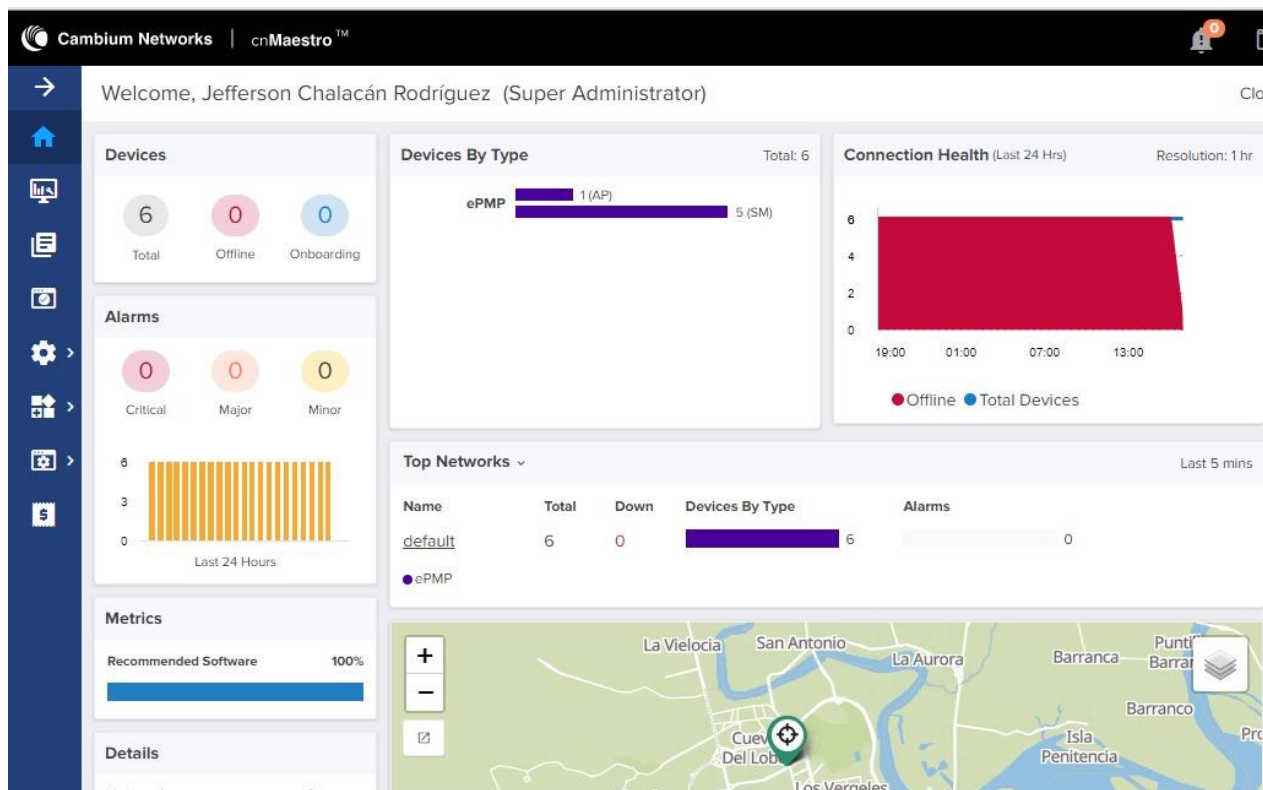 Cambium Networks | cnMaestro™
0
Welcome, Jefferson Chalacán Rodríguez (Super Administrator)
Devices
6
0
0
Total
Offline
Onboarding
Alarms
0
0
0
Critical
Major
Minor
6
3
0
Last 24 Hours
Metrics
Recommended Software 100%
Details
Devices By Type Total: 6
ePMP
1 (AP)
5 (SM)
Connection Health (Last 24 Hrs) Resolution: 1 hr
6
4
2
0
19:00 01:00 07:00 13:00
Offline Total Devices
Top Networks Last 5 mins
Name Total Down Devices By Type Alarms
default 6 0 6 0
ePMP
+
−
La Vielocia
San Antonio
La Aurora
Barranca
Barranco
Isla
Penitencia
Del Lob
Los Vergeles